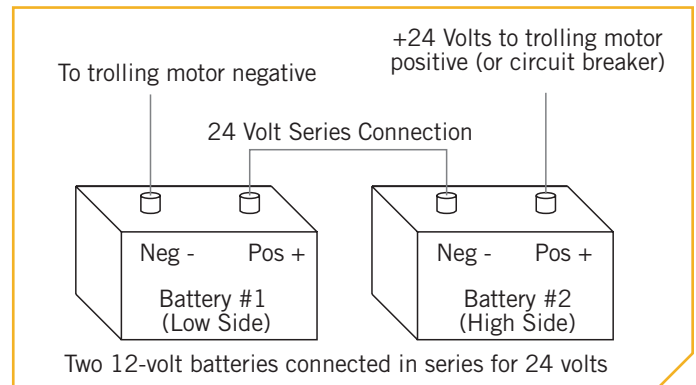 +24 Volts to trolling motor
positive (or circuit breaker)
To trolling motor negative
24 Volt Series Connection
Neg - Pos +
Battery #1
(Low Side)
Neg - Pos +
Battery #2
(High Side)
Two 12-volt batteries connected in series for 24 volts